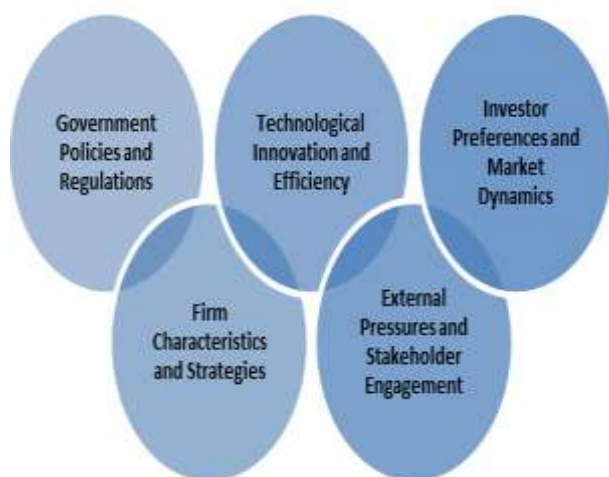 Government
Policies and
Regulations
Technological
Innovation and
Efficiency
Investor
Preferences and
Market
Dynamics
Firm
Characteristics
and Strategies
External
Pressures and
Stakeholder
Engagement